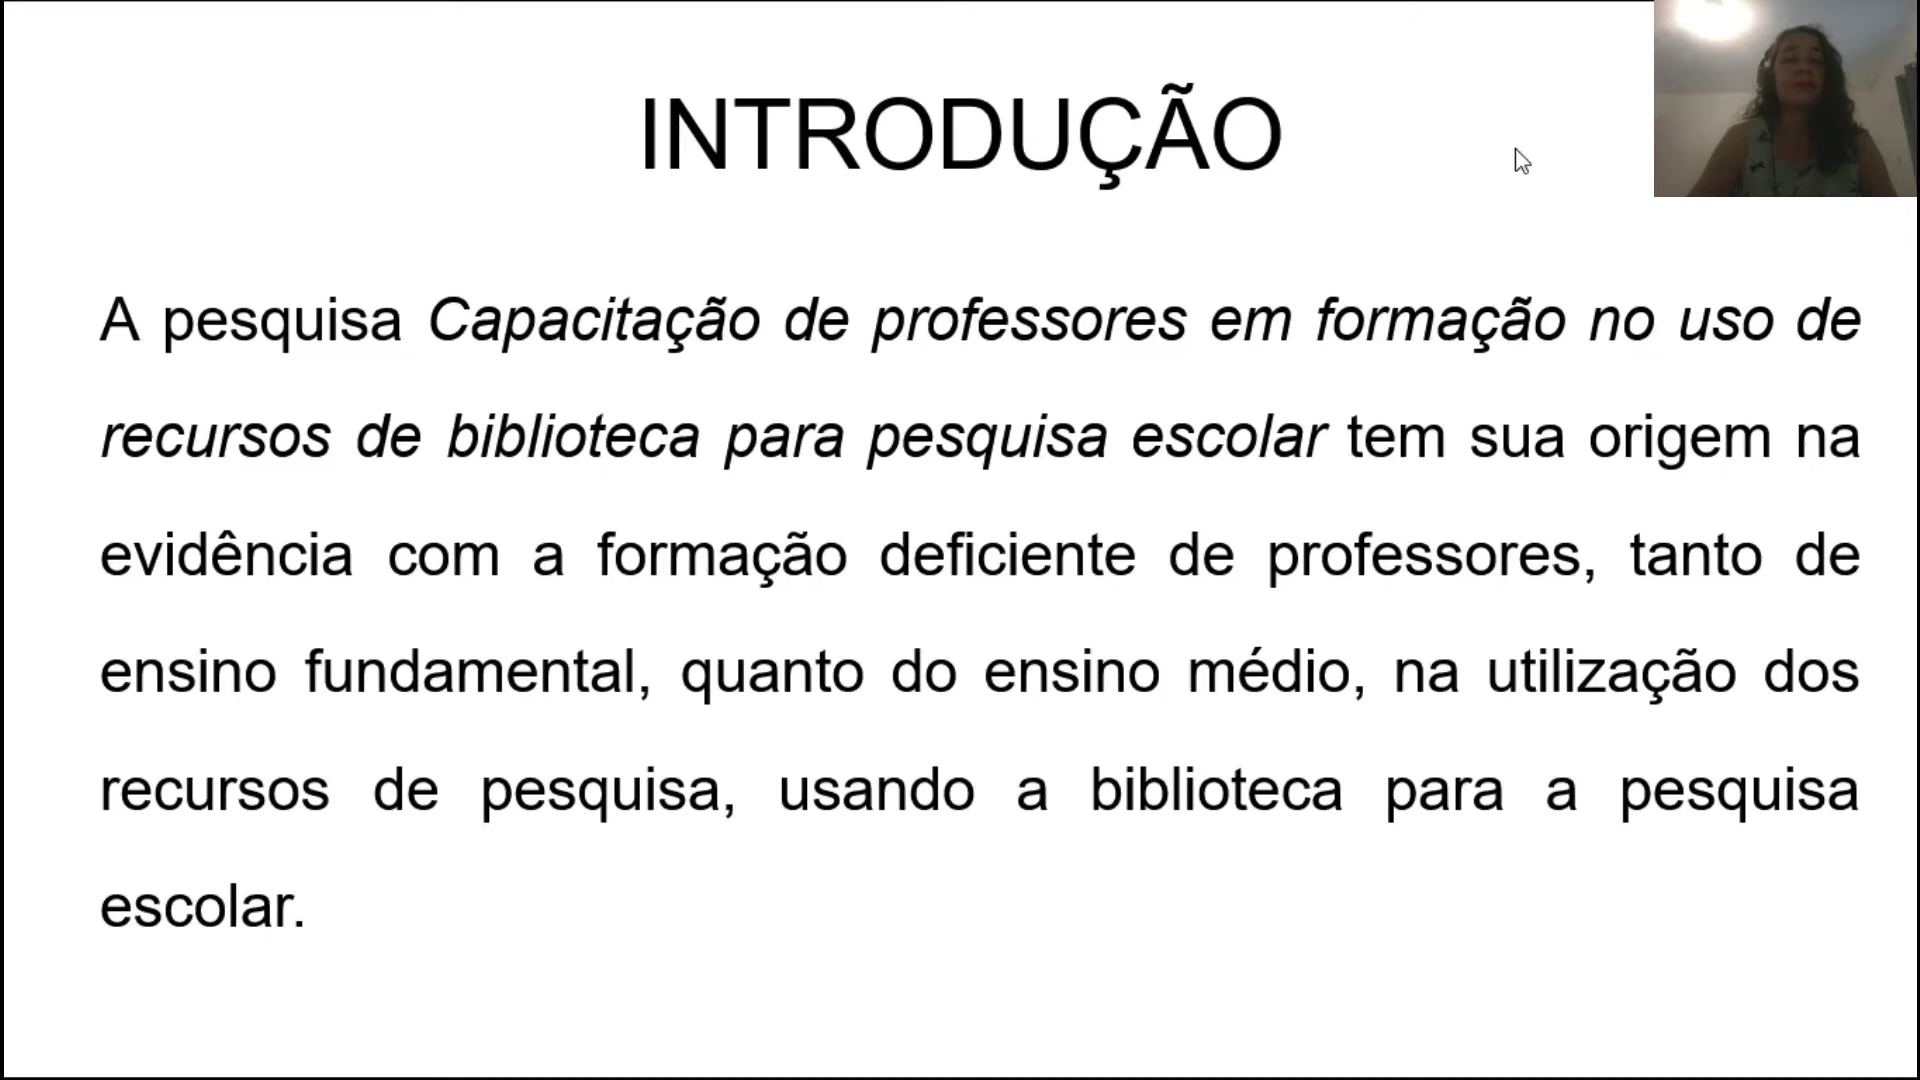 INTRODUÇÃO
A pesquisa Capacitação de professores em formação no uso de
recursos de biblioteca para pesquisa escolar tem sua origem na
evidência com a formação deficiente de professores, tanto de
ensino fundamental, quanto do ensino médio, na utilização dos
recursos de pesquisa, usando a biblioteca para a pesquisa
escolar.